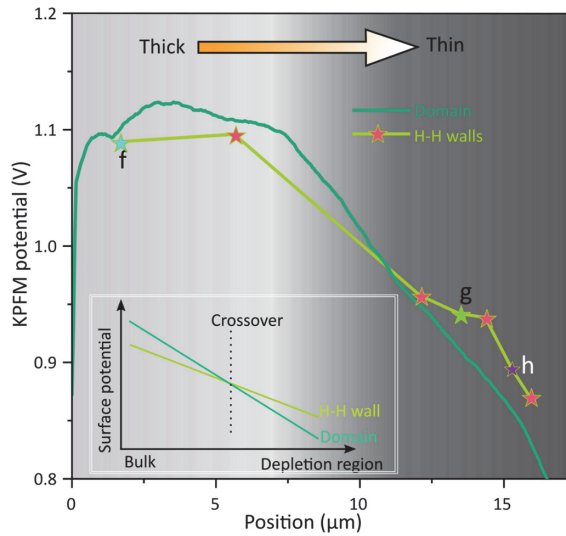 1.2
1.1
1.0
0.9
0.8
KPFM potential (V)
Thick
Thin
Domain
H-H walls
f
g
h
Surface potential
Crossover
H-H wall
Domain
Bulk
Depletion region
0
5
10
15
Position (μm)